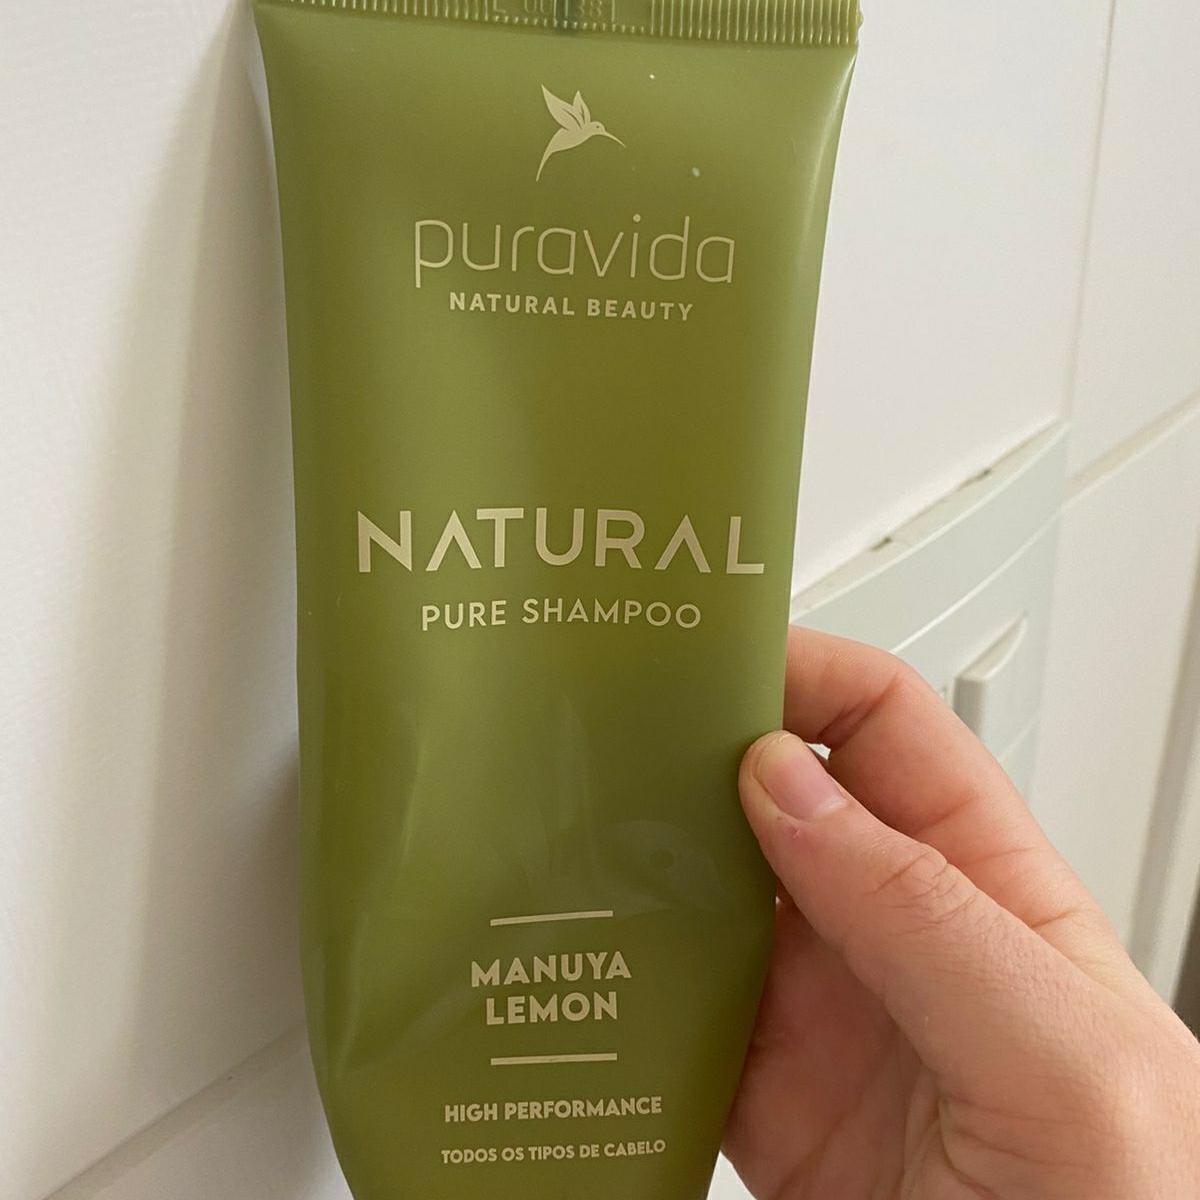 puravida
NATURAL BEAUTY
NATURAL
PURE SHAMPOO
MANUYA
LEMON
HIGH PERFORMANCE
TODOS OS TIPOS DE CABELO